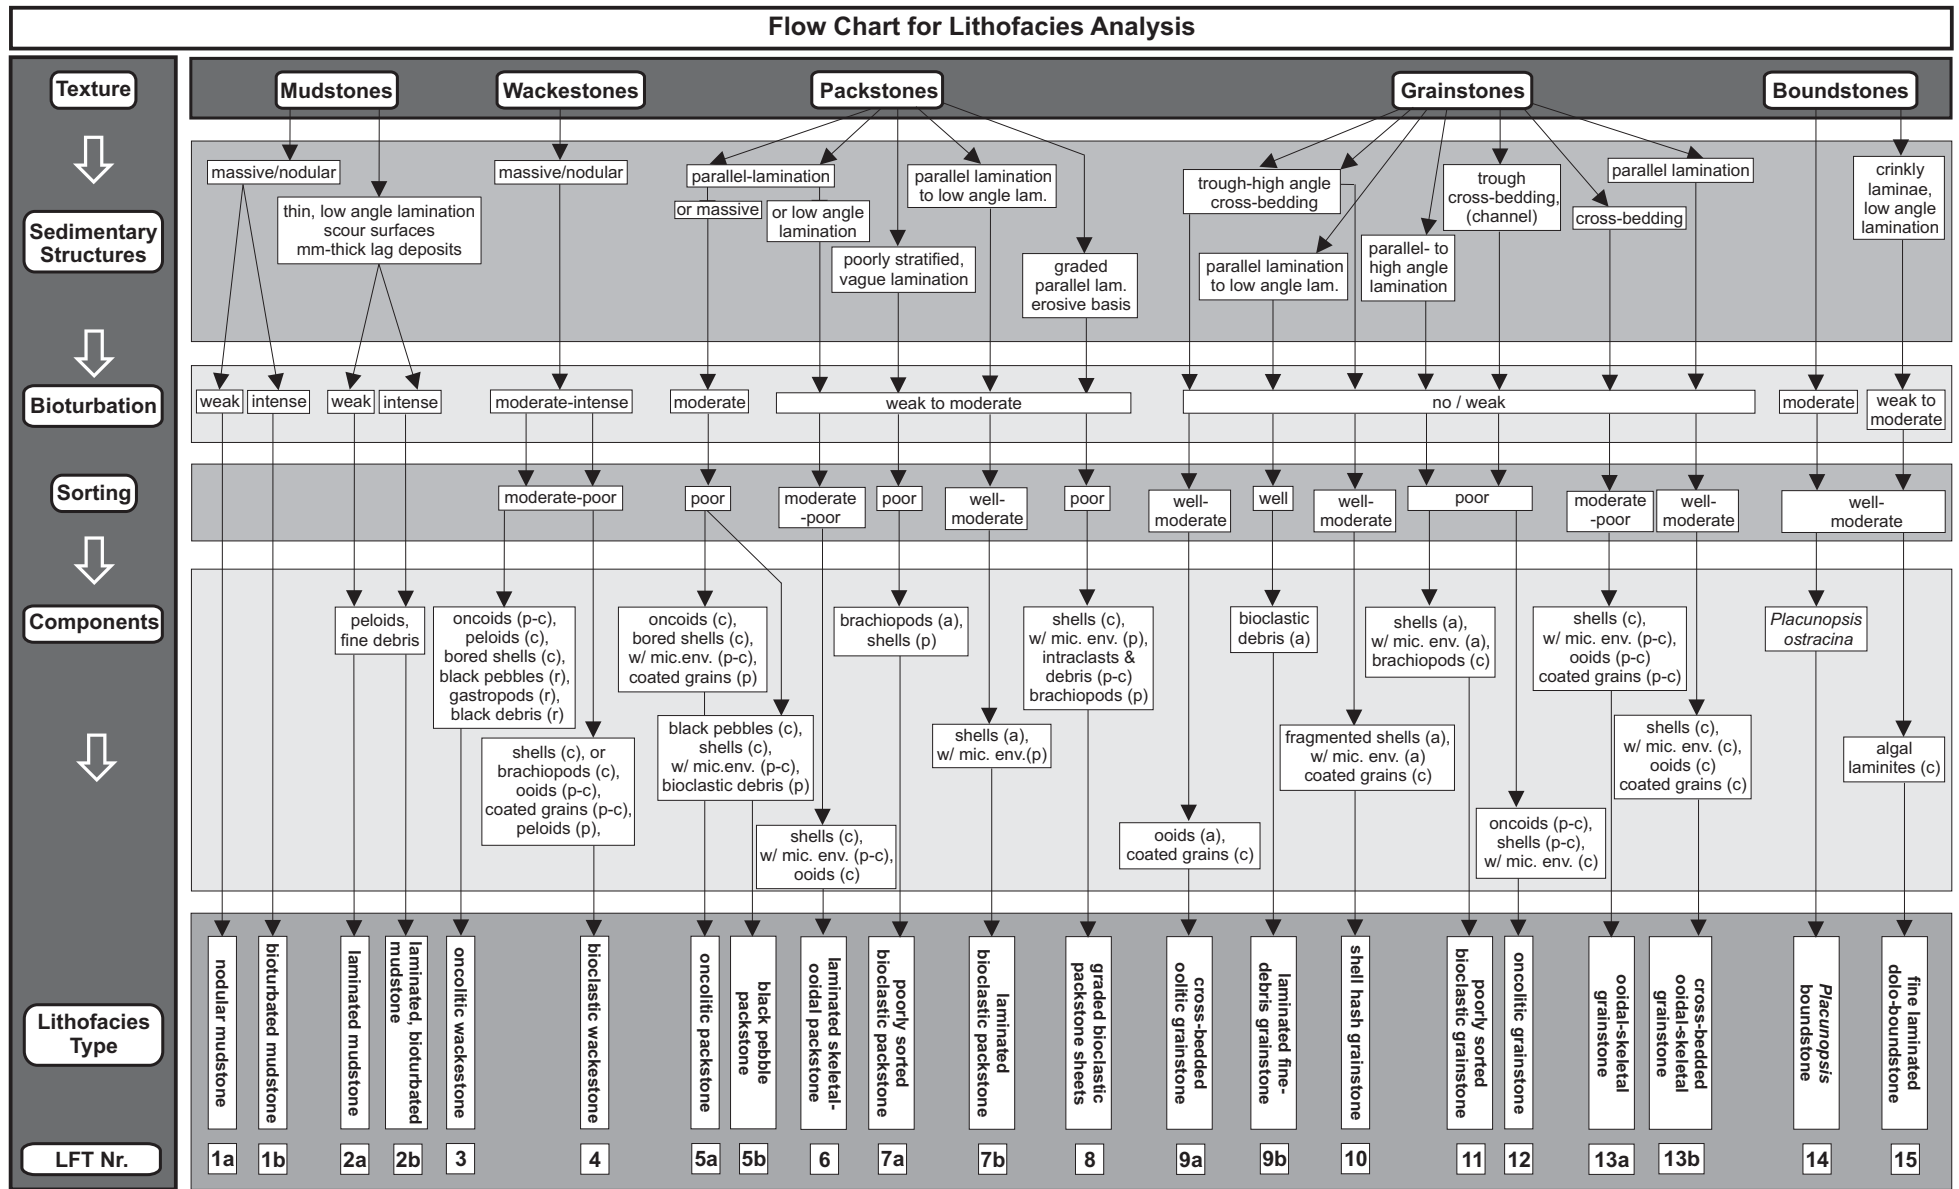 Flow Chart for Lithofacies Analysis
Texture
Mudstones
Wackestones
Packstones
Grainstones
Boundstones
Sedimentary
Structures
massive/nodular
thin, low angle lamination
scour surfaces
mm-thick lag deposits
massive/nodular
parallel-lamination
or massive
or low angle
lamination
poorly stratified,
vague lamination
parallel lamination
to low angle lam.
graded
parallel lam.
erosive basis
trough-high angle
cross-bedding
parallel lamination
to low angle lam.
parallel- to
high angle
lamination
trough
cross-bedding,
(channel)
cross-bedding
parallel lamination
crinkly
laminae,
low angle
lamination
Bioturbation
weak
intense
weak
intense
moderate-intense
moderate
weak to moderate
no / weak
moderate
weak to
moderate
Sorting
moderate-poor
poor
moderate
-poor
poor
well-
moderate
poor
well-
moderate
well
well-
moderate
poor
moderate
-poor
well-
moderate
well-
moderate
Components
peloids,
fine debris
oncoids (p-c),
peloids (c),
bored shells (c),
black pebbles (r),
gastropods (r),
black debris (r)
shells (c), or
brachiopods (c),
ooids (p-c),
coated grains (p-c),
peloids (p),
oncoids (c),
bored shells (c),
w/ mic.env. (p-c),
coated grains (p)
black pebbles (c),
shells (c),
w/ mic.env. (p-c),
bioclastic debris (p)
shells (c),
w/ mic. env. (p-c),
ooids (c)
brachiopods (a),
shells (p)
shells (a),
w/ mic. env.(p)
shells (c),
w/ mic. env. (p),
intraclasts &
debris (p-c)
brachiopods (p)
ooids (a),
coated grains (c)
bioclastic
debris (a)
fragmented shells (a),
w/ mic. env. (a)
coated grains (c)
shells (a),
w/ mic. env. (a),
brachiopods (c)
oncoids (p-c),
shells (p-c),
w/ mic. env. (c)
shells (c),
w/ mic. env. (p-c),
ooids (p-c)
coated grains (p-c)
shells (c),
w/ mic. env. (c),
ooids (c)
coated grains (c)
Placunopsis
ostracina
algal
laminites (c)
Lithofacies
Type
nodular mudstone
bioturbated mudstone
laminated mudstone
laminated, bioturbated
mudstone
oncolitic wackestone
bioclastic wackestone
oncolitic packstone
black pebble
packstone
laminated skeletal-
ooidal packstone
poorly sorted
bioclastic packstone
laminated
bioclastic packstone
graded bioclastic
packstone sheets
cross-bedded
oolitic grainstone
laminated fine-
debris grainstone
shell hash grainstone
poorly sorted
bioclastic grainstone
oncolitic grainstone
ooidal-skeletal
grainstone
cross-bedded
ooidal-skeletal
grainstone
Placunopsis
boundstone
fine laminated
dolo-boundstone
LFT Nr.
1a
1b
2a
2b
3
4
5a
5b
6
7a
7b
8
9a
9b
10
11
12
13a
13b
14
15